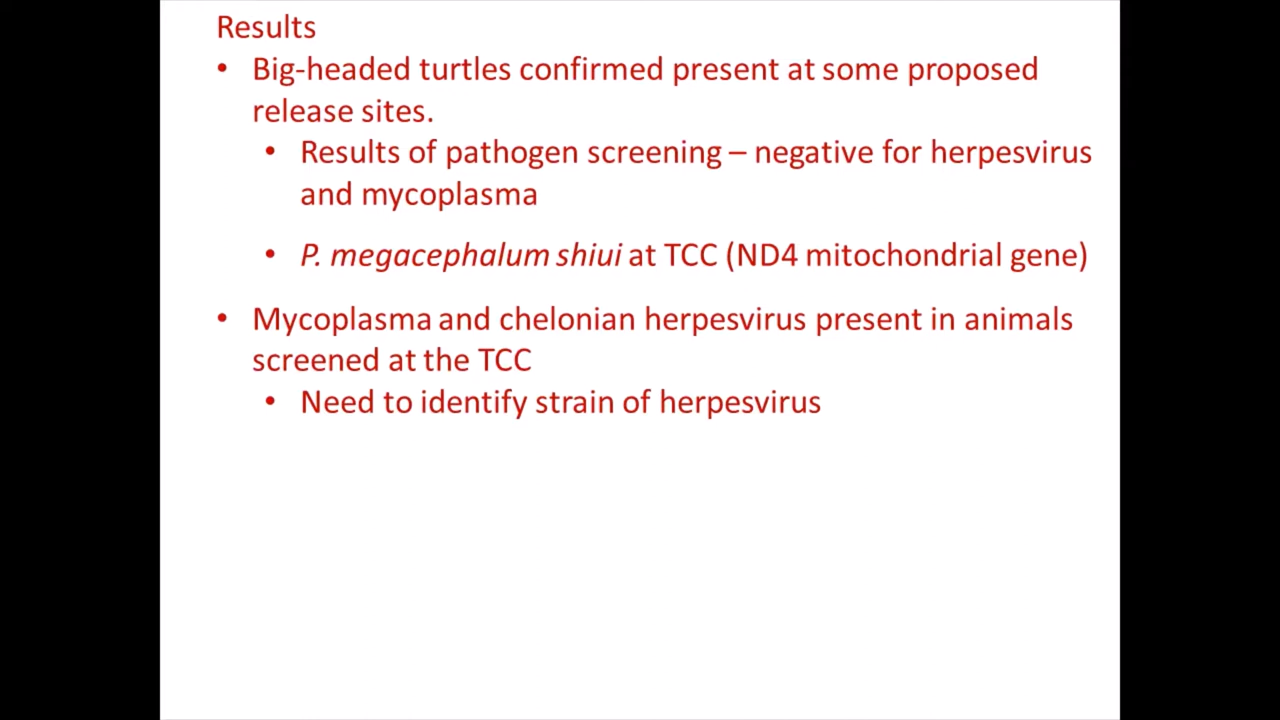 Results
• Big-headed turtles confirmed present at some proposed
release sites.
• Results of pathogen screening – negative for herpesvirus
and mycoplasma
• P. megacephalum shiui at TCC (ND4 mitochondrial gene)
• Mycoplasma and chelonian herpesvirus present in animals
screened at the TCC
• Need to identify strain of herpesvirus